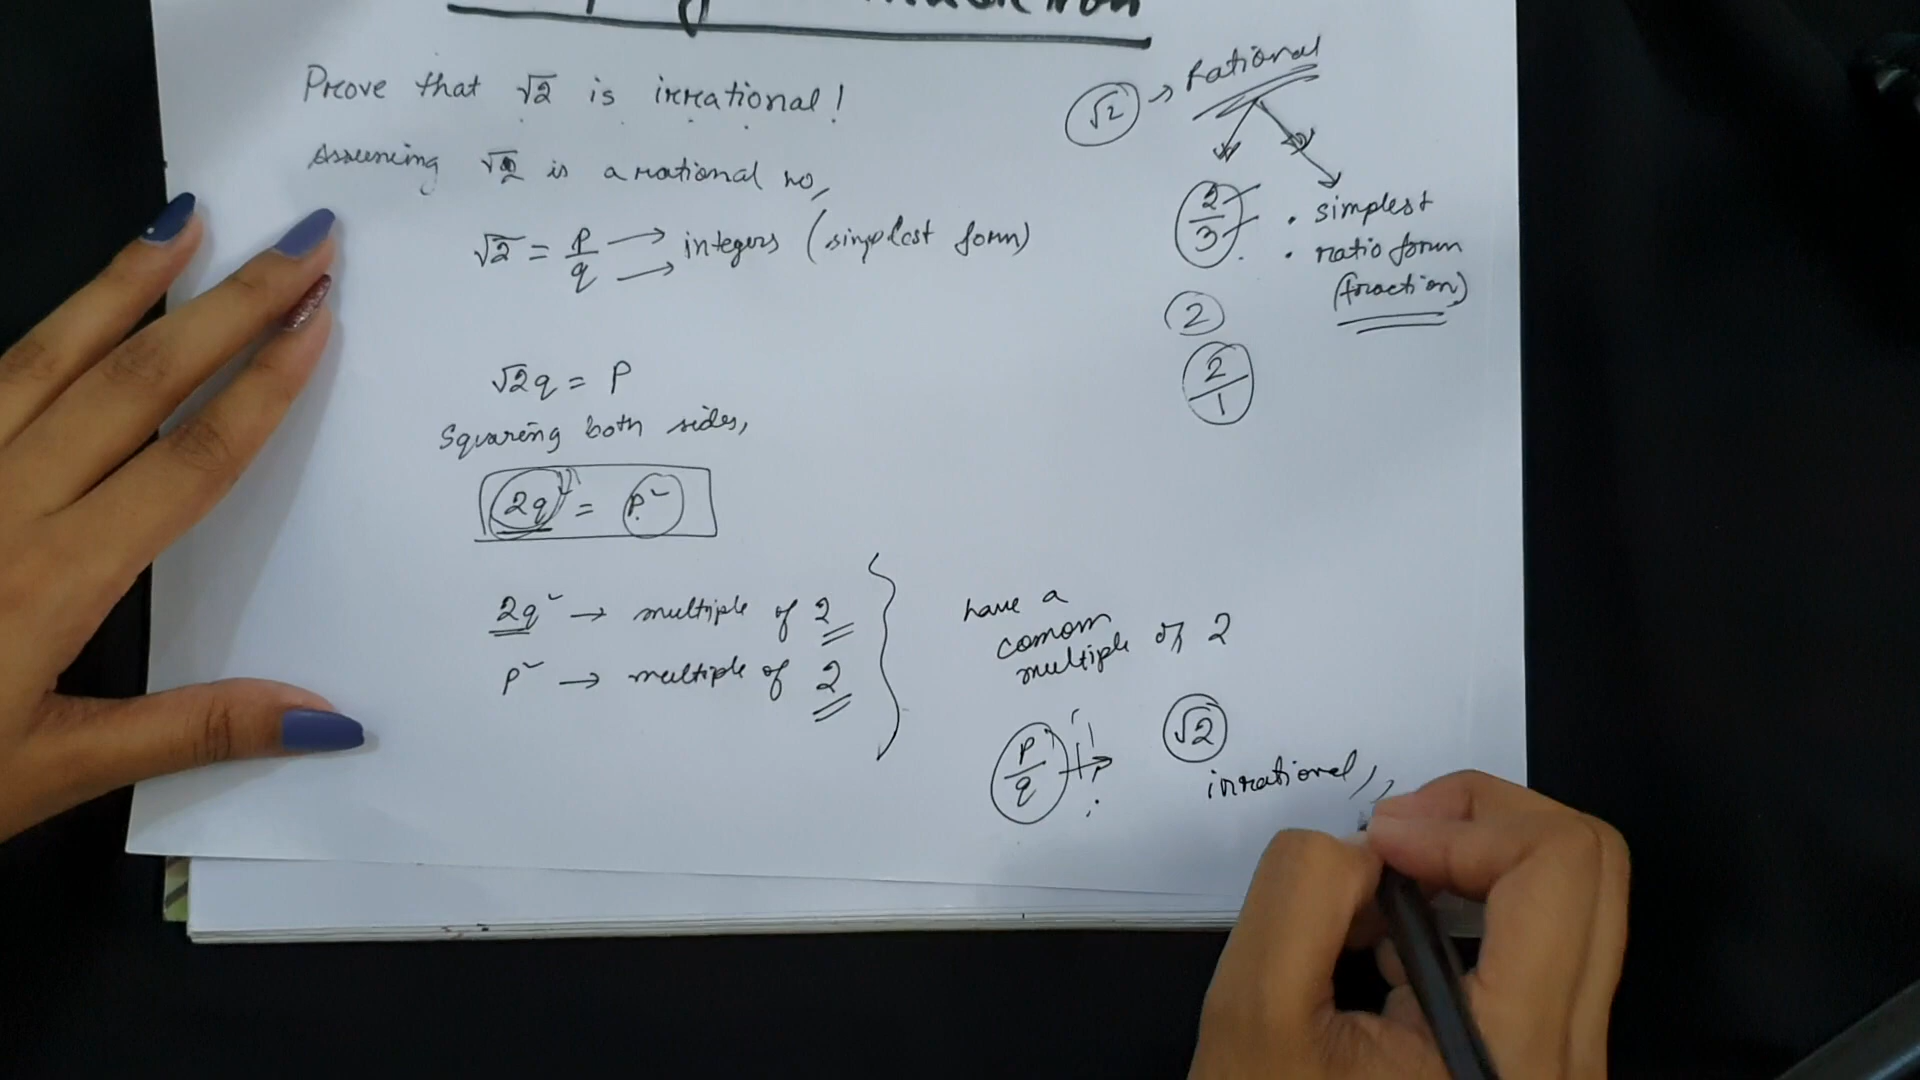 Prove that √2 is irrational!
Assuming √2 is a rational no,
√2 = p/q → integers (simplest form)
√2q = P
Squaring both sides,
2q² = P²
2q² → multiple of 2
P² → multiple of 2
have a
comom
multiple of 2
P/q
√2
irrational,,
√2 → Rational
2/3
• simplest
• ratio form
(fraction)
2
2/1